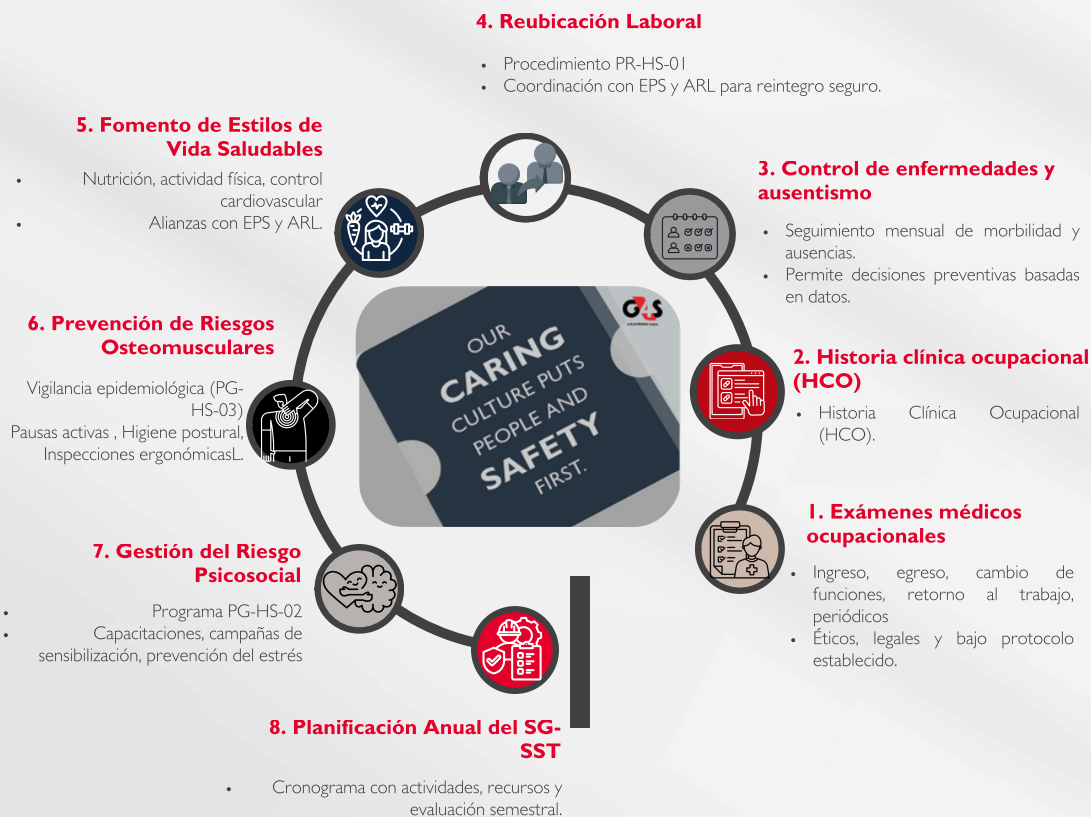 4. Reubicación Laboral
• Procedimiento PR-HS-01
• Coordinación con EPS y ARL para reintegro seguro.
5. Fomento de Estilos de
Vida Saludables
• Nutrición, actividad física, control
cardiovascular
• Alianzas con EPS y ARL.
3. Control de enfermedades y
ausentismo
• Seguimiento mensual de morbilidad y
ausencias.
• Permite decisiones preventivas basadas
en datos.
6. Prevención de Riesgos
Osteomusculares
Vigilancia epidemiológica (PG-
HS-03)
Pausas activas , Higiene postural,
Inspecciones ergonómicasL.
G4S
OUR
CARING
CULTURE PUTS
PEOPLE AND
SAFETY
FIRST.
2. Historia clínica ocupacional
(HCO)
• Historia Clínica Ocupacional
(HCO).
1. Exámenes médicos
ocupacionales
• Ingreso, egreso, cambio de
funciones, retorno al trabajo,
periódicos
• Éticos, legales y bajo protocolo
establecido.
7. Gestión del Riesgo
Psicosocial
• Programa PG-HS-02
• Capacitaciones, campañas de
sensibilización, prevención del estrés
8. Planificación Anual del SG-
SST
• Cronograma con actividades, recursos y
evaluación semestral.